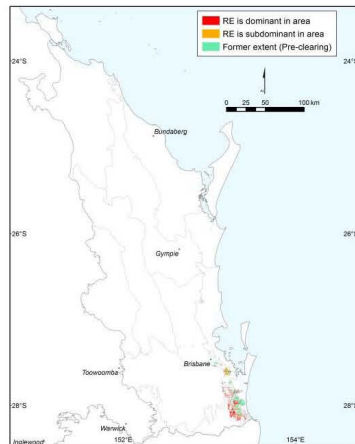 RE is dominant in area
RE is subdominant in area
Former extent (Pre-clearing)
24°S
24°S
0 25 50 100 km
Bundaberg
26°S
26°S
Gympie
Brisbane
Toowoomba
28°S
28°S
Warwick
Inglewood
152°E
154°E